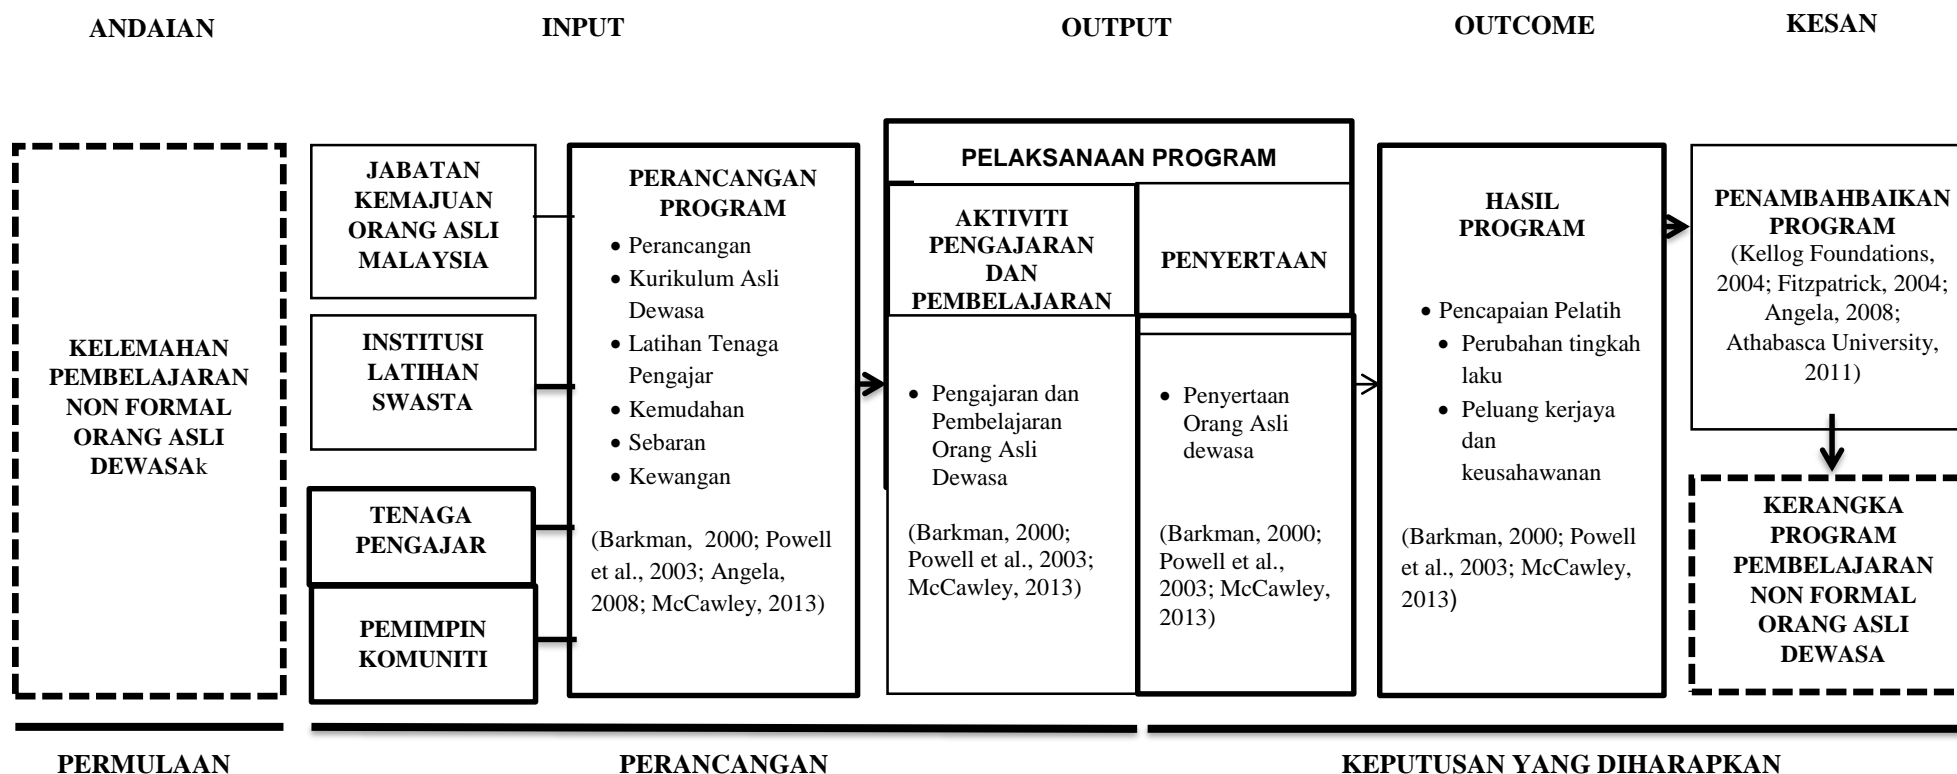 ANDAIAN
INPUT
OUTPUT
OUTCOME
KESAN
KELEMAHAN
PEMBELAJARAN
NON FORMAL
ORANG ASLI
DEWASAk
JABATAN
KEMAJUAN
ORANG ASLI
MALAYSIA
INSTITUSI
LATIHAN
SWASTA
TENAGA
PENGAJAR
PEMIMPIN
KOMUNITI
PERANCANGAN
PROGRAM
• Perancangan
• Kurikulum Asli
Dewasa
• Latihan Tenaga
Pengajar
• Kemudahan
• Sebaran
• Kewangan
(Barkman, 2000; Powell
et al., 2003; Angela,
2008; McCawley, 2013)
PELAKSANAAN PROGRAM
AKTIVITI
PENGAJARAN
DAN
PEMBELAJARAN
• Pengajaran dan
Pembelajaran
Orang Asli
Dewasa
(Barkman, 2000;
Powell et al., 2003;
McCawley, 2013)
PENYERTAAN
• Penyertaan
Orang Asli
dewasa
(Barkman, 2000;
Powell et al.,
2003; McCawley,
2013)
HASIL
PROGRAM
• Pencapaian Pelatih
• Perubahan tingkah
laku
• Peluang kerjaya
dan
keusahawanan
(Barkman, 2000; Powell
et al., 2003; McCawley,
2013)
PENAMBAHBAIKAN
PROGRAM
(Kellog Foundations,
2004; Fitzpatrick, 2004;
Angela, 2008;
Athabasca University,
2011)
KERANGKA
PROGRAM
PEMBELAJARAN
NON FORMAL
ORANG ASLI
DEWASA
PERMULAAN
PERANCANGAN
KEPUTUSAN YANG DIHARAPKAN